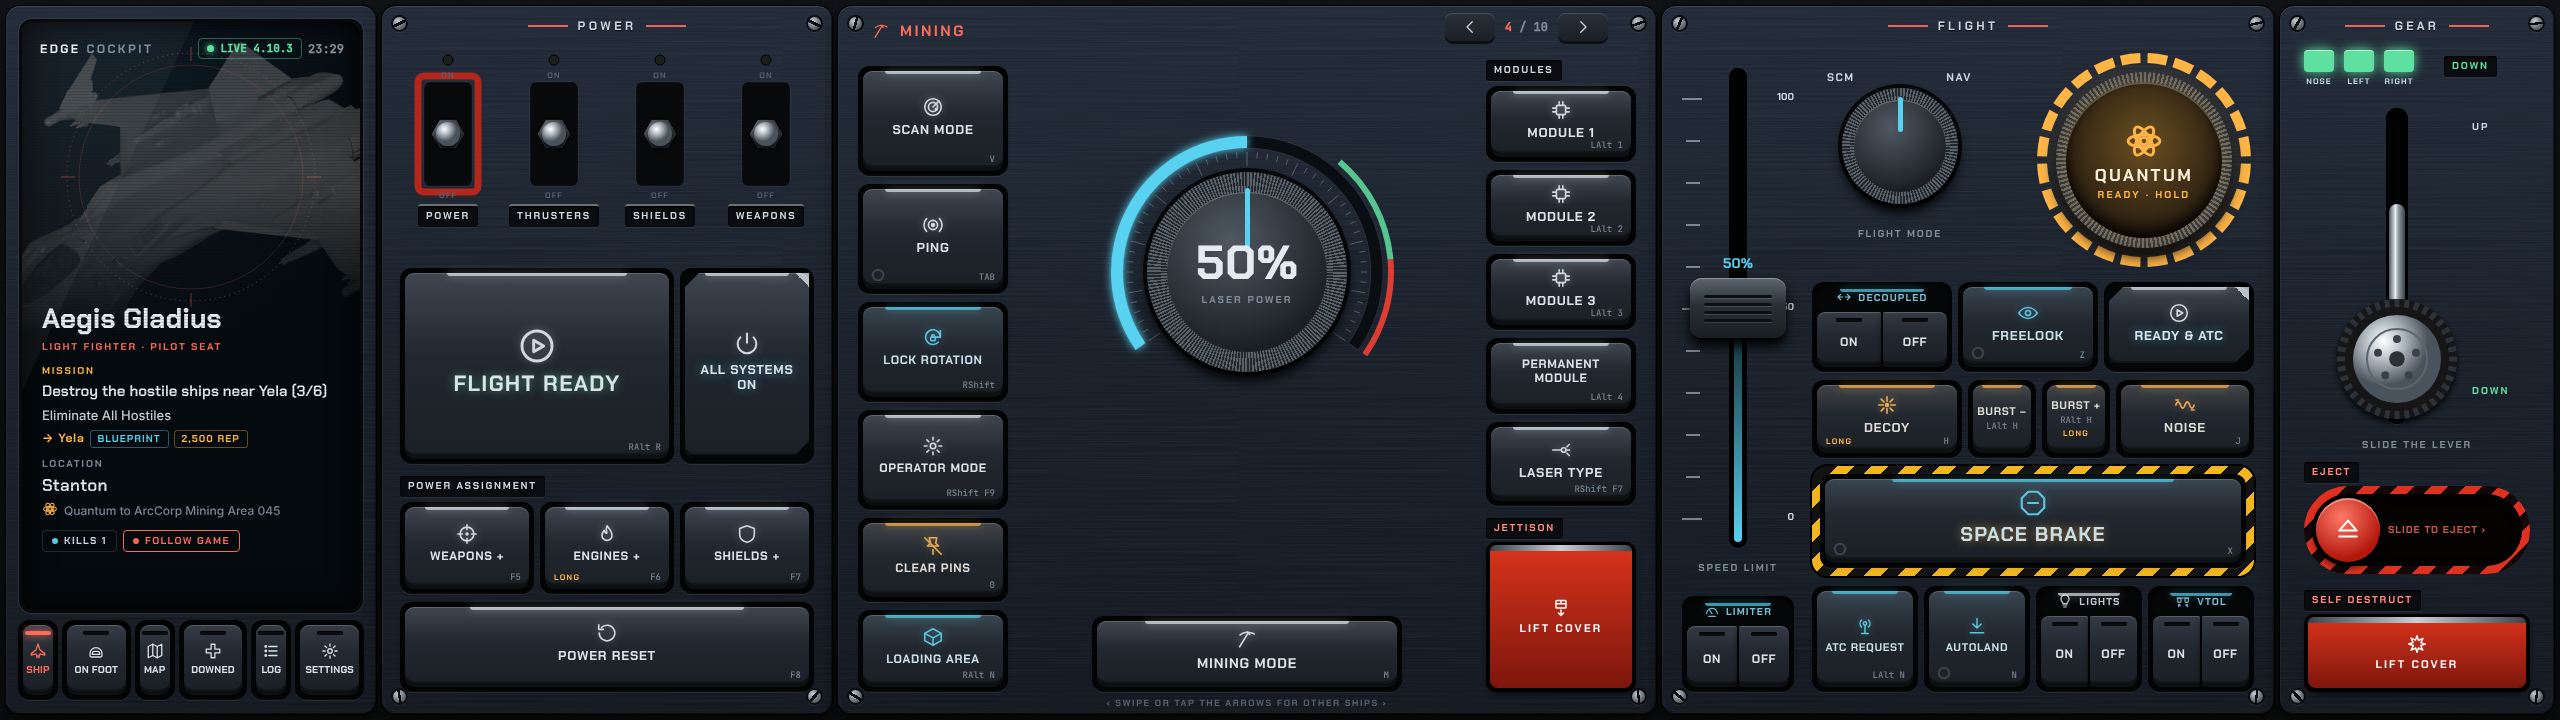 EDGE COCKPIT
LIVE 4.10.3
23:29
Aegis Gladius
LIGHT FIGHTER · PILOT SEAT
MISSION
Destroy the hostile ships near Yela (3/6)
Eliminate All Hostiles
→ Yela BLUEPRINT 2,500 REP
LOCATION
Stanton
Quantum to ArcCorp Mining Area 045
KILLS 1 FOLLOW GAME
SHIP
ON FOOT
MAP
DOWNED
LOG
SETTINGS
POWER
ON ON ON ON
OFF OFF OFF OFF
POWER THRUSTERS SHIELDS WEAPONS
FLIGHT READY
RAlt R
ALL SYSTEMS
ON
POWER ASSIGNMENT
WEAPONS +
F5
ENGINES +
LONG F6
SHIELDS +
F7
POWER RESET
F8
MINING
4 / 10
SCAN MODE
V
PING
TAB
LOCK ROTATION
RShift
OPERATOR MODE
RShift F9
CLEAR PINS
0
LOADING AREA
RAlt N
50%
LASER POWER
MINING MODE
M
‹ SWIPE OR TAP THE ARROWS FOR OTHER SHIPS ›
MODULES
MODULE 1
LAlt 1
MODULE 2
LAlt 2
MODULE 3
LAlt 3
PERMANENT
MODULE
LAlt 4
LASER TYPE
RShift F7
JETTISON
LIFT COVER
FLIGHT
100
50%
0
SPEED LIMIT
LIMITER
ON OFF
SCM NAV
FLIGHT MODE
QUANTUM
READY · HOLD
DECOUPLED
ON OFF
FREELOOK
Z
READY & ATC
DECOY
LONG H
BURST −
LAlt H
BURST +
RAlt H
LONG
NOISE
J
SPACE BRAKE
X
ATC REQUEST
LAlt N
AUTOLAND
N
LIGHTS
ON OFF
VTOL
ON OFF
GEAR
NOSE LEFT RIGHT
DOWN
UP
DOWN
SLIDE THE LEVER
EJECT
SLIDE TO EJECT ›
SELF DESTRUCT
LIFT COVER